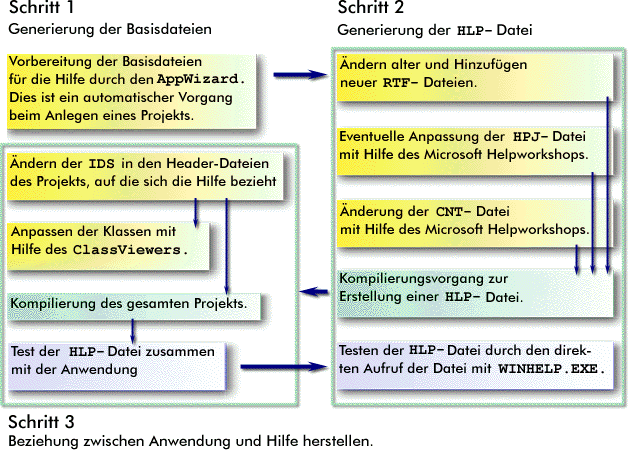 Schritt 1
Generierung der Basisdateien
Vorbereitung der Basisdateien
für die Hilfe durch den AppWizard.
Dies ist ein automatischer Vorgang
beim Anlegen eines Projekts.
Schritt 2
Generierung der HLP-Datei
Ändern alter und Hinzufügen
neuer RTF-Dateien.
Eventuelle Anpassung der HPJ-Datei
mit Hilfe des Microsoft Helpworkshops.
Änderung der CNT-Datei
mit Hilfe des Microsoft Helpworkshops.
Kompilierungsvorgang zur
Erstellung einer HLP-Datei.
Testen der HLP-Datei durch den direk-
ten Aufruf der Datei mit WINHELP.EXE.
Ändern der IDS in den Header-Dateien
des Projekts, auf die sich die Hilfe bezieht
Anpassen der Klassen mit
Hilfe des ClassViewers.
Kompilierung des gesamten Projekts.
Test der HLP-Datei zusammen
mit der Anwendung
Schritt 3
Beziehung zwischen Anwendung und Hilfe herstellen.